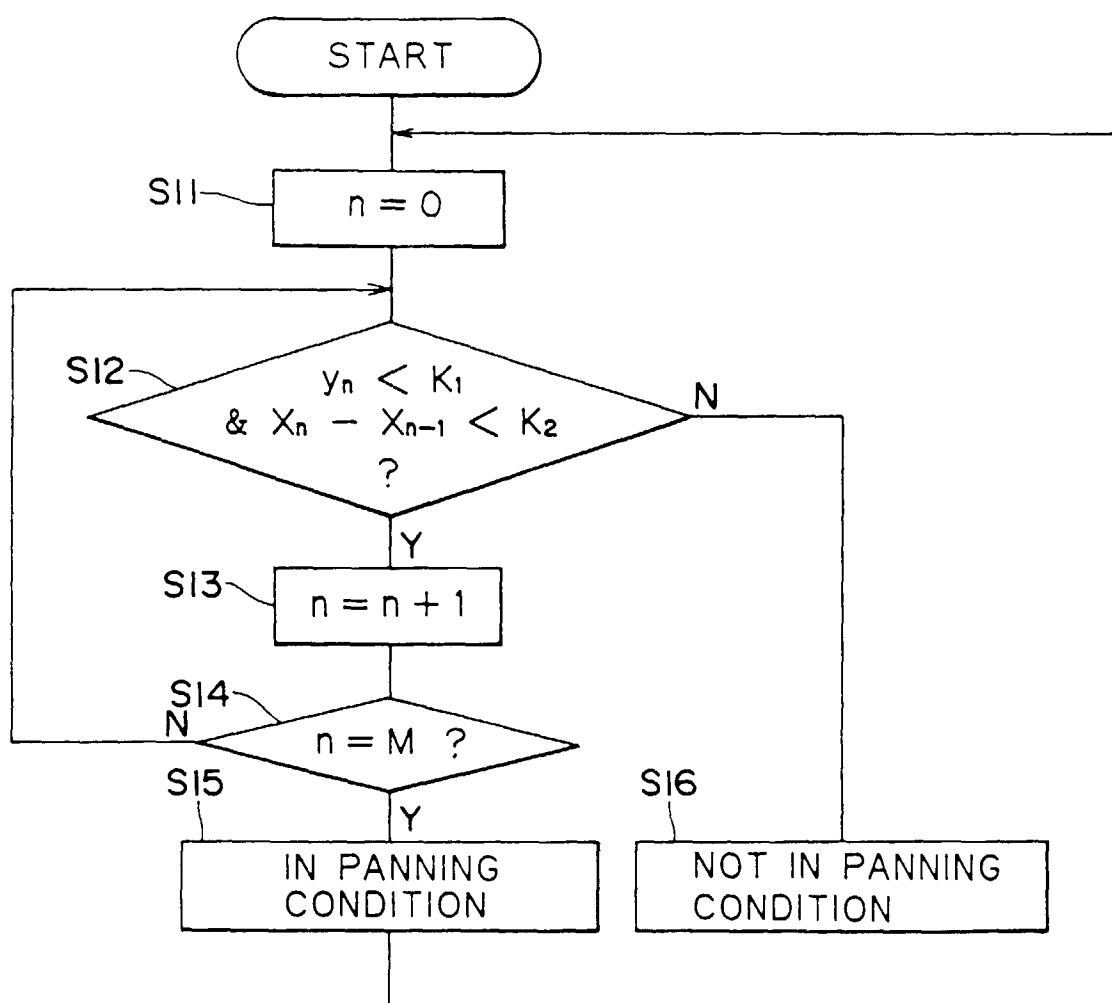 START
S11
n = 0
S12
yn < K1
& Xn - Xn-1 < K2
?
N
Y
S13
n = n + 1
S14
N
n = M ?
Y
S15
IN PANNING
CONDITION
S16
NOT IN PANNING
CONDITION